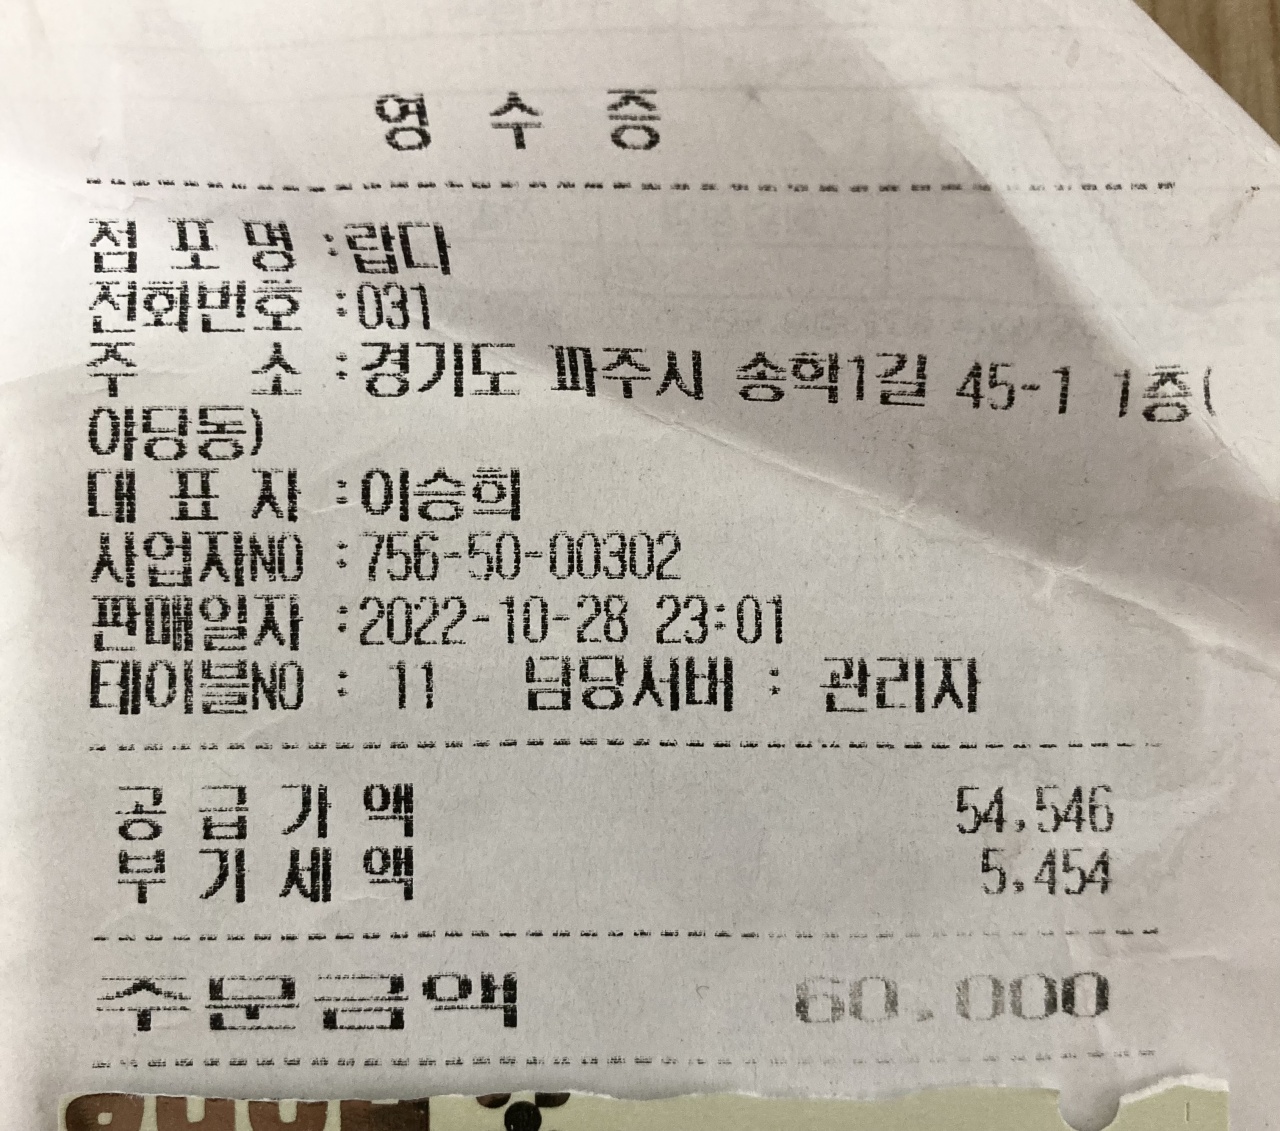 영 수 증
점 포 명 :랍다
전화번호 :031
주 소 :경기도 파주시 송학1길 45-1 1층(
야당동)
대 표 자 :이승희
사업자NO :756-50-00302
판매일자 :2022-10-28 23:01
테이블NO : 11 담당서버 : 관리자
공 급 가 액 54,546
부 가 세 액 5,454
주문금액 60,000